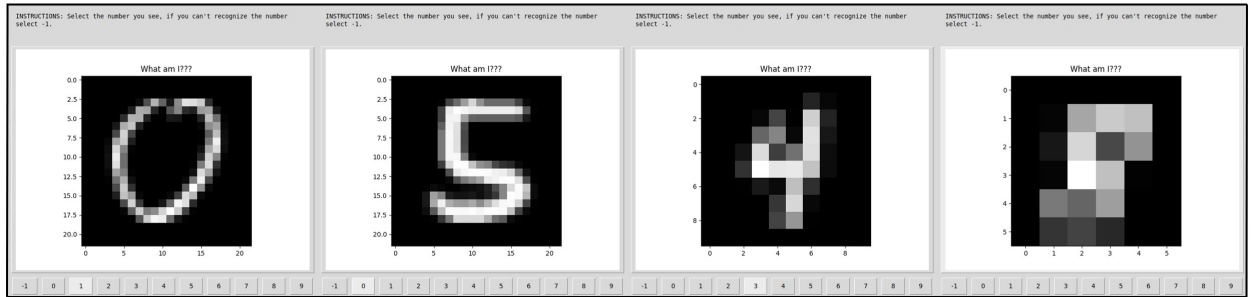 INSTRUCTIONS: Select the number you see, if you can't recognize the number
select -1.
What am I???
0.0
2.5
5.0
7.5
10.0
12.5
15.0
17.5
20.0
0 5 10 15 20
-1 0 1 2 3 4 5 6 7 8 9
INSTRUCTIONS: Select the number you see, if you can't recognize the number
select -1.
What am I???
0.0
2.5
5.0
7.5
10.0
12.5
15.0
17.5
20.0
0 5 10 15 20
-1 0 1 2 3 4 5 6 7 8 9
INSTRUCTIONS: Select the number you see, if you can't recognize the number
select -1.
What am I???
0
2
4
6
8
0 2 4 6 8
-1 0 1 2 3 4 5 6 7 8 9
INSTRUCTIONS: Select the number you see, if you can't recognize the number
select -1.
What am I???
0
1
2
3
4
5
0 1 2 3 4 5
-1 0 1 2 3 4 5 6 7 8 9